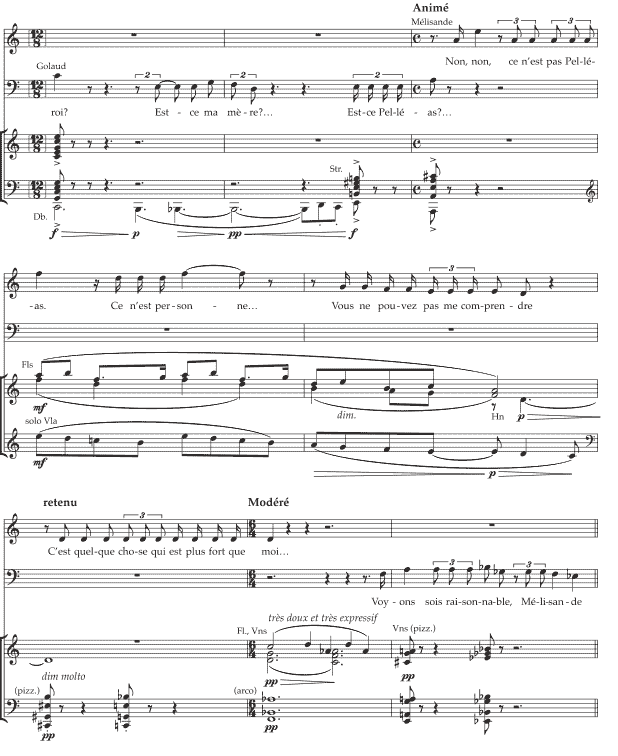 Animé
Mélisande
Non, non, ce n'est pas Pel-lé-
Golaud
roi? Est- ce ma mè- re?... Est-ce Pel-lé- as?...
Str.
Db.
f p pp f
-as. Ce n'est per-son- ne... Vous ne pou-vez pas me com-pren- dre
Fls
mf dim. Hn p
solo Vla
mf p
retenu Modéré
C'est quel-que cho-se qui est plus fort que moi...
Voy- ons sois rai-son-nable, Mé-li-san-de
très doux et très expressif
Fl., Vns Vns (pizz.)
dim molto pp pp
(pizz.) (arco)
pp pp pp